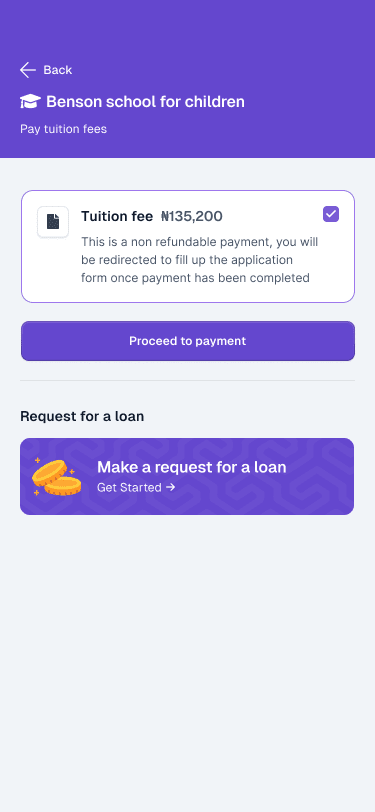 Back
Benson school for children
Pay tuition fees
Tuition fee ₦135,200
This is a non refundable payment, you will
be redirected to fill up the application
form once payment has been completed
Proceed to payment
Request for a loan
Make a request for a loan
Get Started →